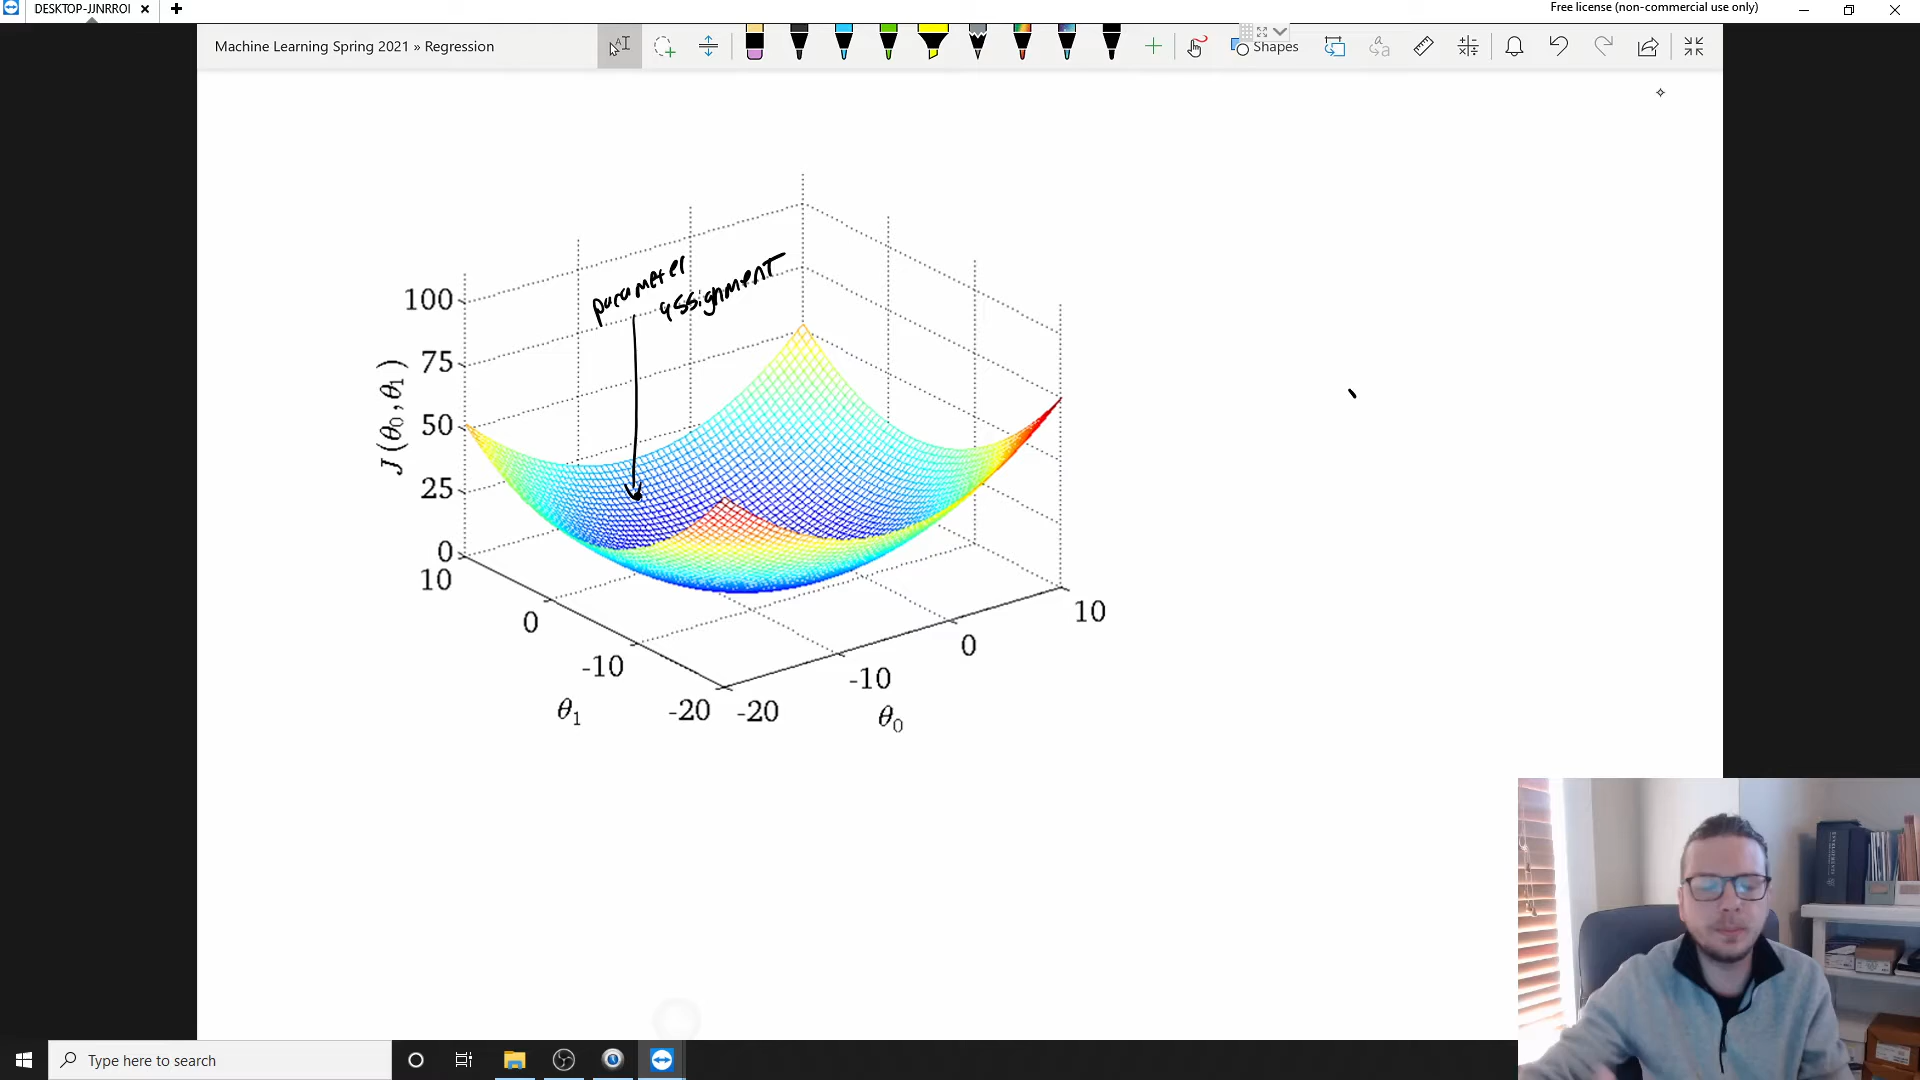 DESKTOP-JJNRROI
Free license (non-commercial use only)
Machine Learning Spring 2021 » Regression
Shapes
parameter
assignment
100
75
50
25
0
J(θ0,θ1)
10
0
-10
-20
θ1
-20
-10
0
10
θ0
Type here to search